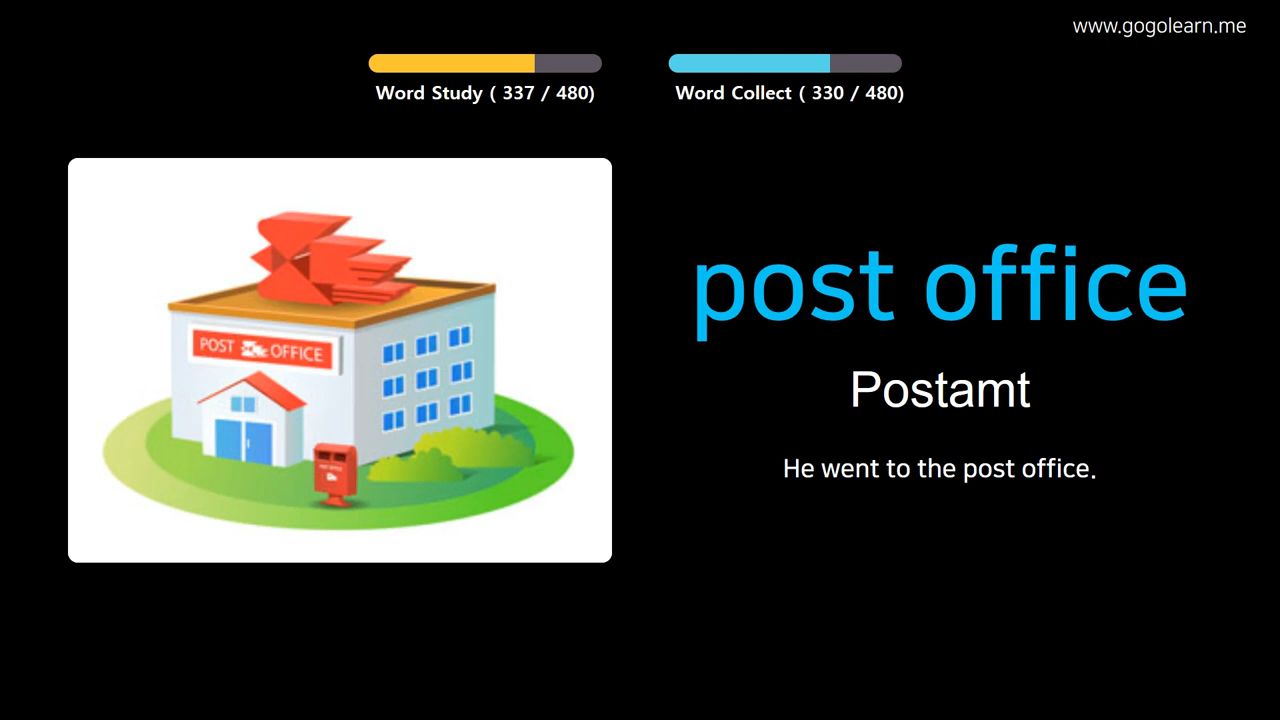 www.gogolearn.me
Word Study ( 337 / 480)
Word Collect ( 330 / 480)
POST OFFICE
post office
Postamt
He went to the post office.